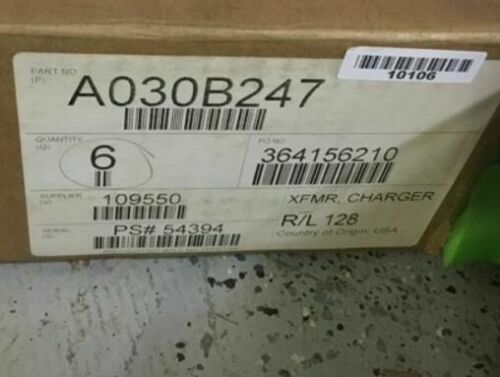 PART NO
(P)
A030B247
10106
QUANTITY
(Q)
6
PO NO
364156210
SUPPLIER
(V)
109550
XFMR, CHARGER
R/L 128
Country of Origin, USA
SERIAL
(S)
PS# 54394